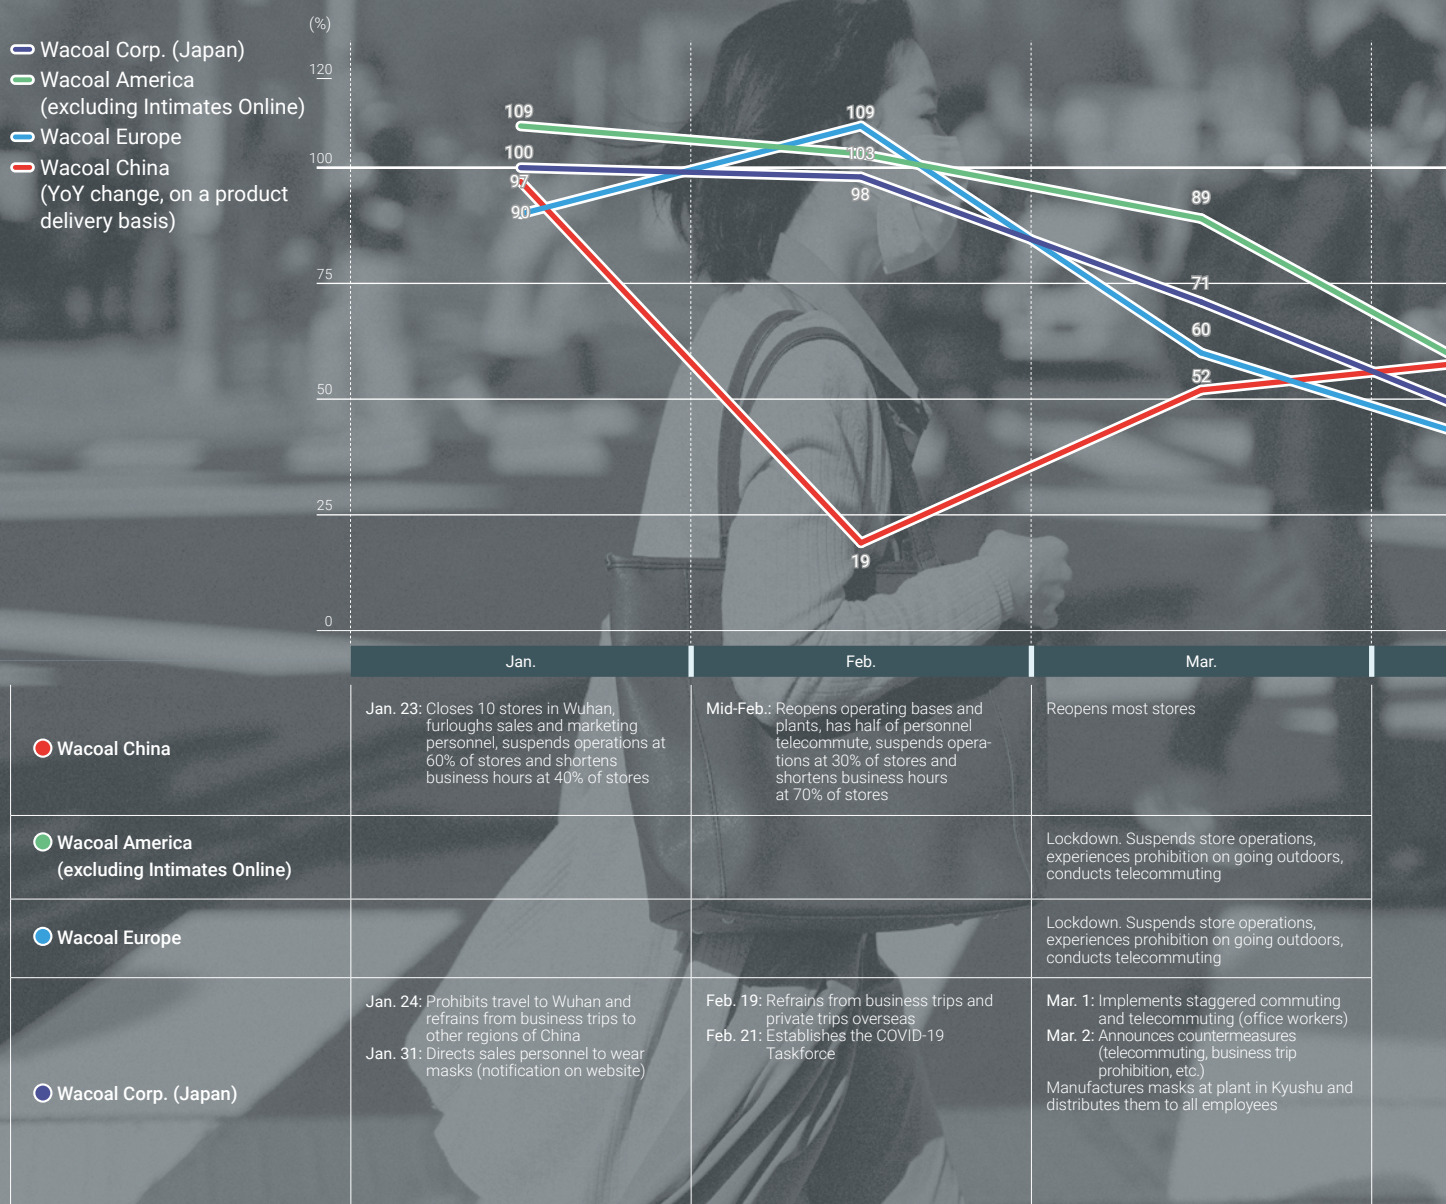 (%)
Wacoal Corp. (Japan)
Wacoal America
(excluding Intimates Online)
Wacoal Europe
Wacoal China
(YoY change, on a product
delivery basis)
120
100
75
50
25
0
109
100
97
90
109
103
98
19
89
71
60
52
Jan.
Feb.
Mar.
Wacoal China
Jan. 23: Closes 10 stores in Wuhan,
furloughs sales and marketing
personnel, suspends operations at
60% of stores and shortens
business hours at 40% of stores
Mid-Feb.: Reopens operating bases and
plants, has half of personnel
telecommute, suspends opera-
tions at 30% of stores and
shortens business hours
at 70% of stores
Reopens most stores
Wacoal America
(excluding Intimates Online)
Lockdown. Suspends store operations,
experiences prohibition on going outdoors,
conducts telecommuting
Wacoal Europe
Lockdown. Suspends store operations,
experiences prohibition on going outdoors,
conducts telecommuting
Wacoal Corp. (Japan)
Jan. 24: Prohibits travel to Wuhan and
refrains from business trips to
other regions of China
Jan. 31: Directs sales personnel to wear
masks (notification on website)
Feb. 19: Refrains from business trips and
private trips overseas
Feb. 21: Establishes the COVID-19
Taskforce
Mar. 1: Implements staggered commuting
and telecommuting (office workers)
Mar. 2: Announces countermeasures
(telecommuting, business trip
prohibition, etc.)
Manufactures masks at plant in Kyushu and
distributes them to all employees